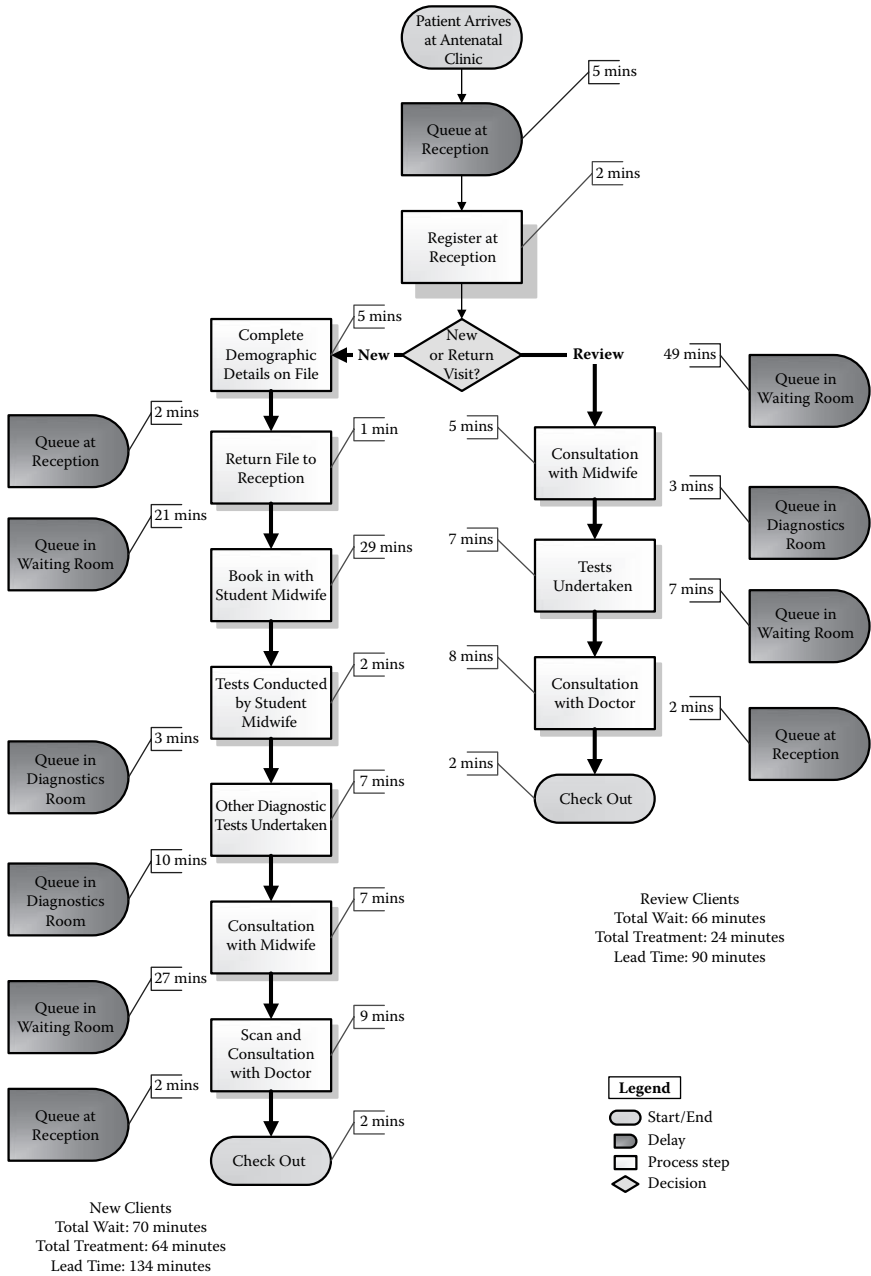 Patient Arrives
at Antenatal
Clinic
5 mins
Queue at
Reception
2 mins
Register at
Reception
New
or Return
Visit?
New
Review
5 mins
Complete
Demographic
Details on File
2 mins
Queue at
Reception
1 min
Return File to
Reception
21 mins
Queue in
Waiting Room
29 mins
Book in with
Student Midwife
2 mins
Tests Conducted
by Student
Midwife
3 mins
Queue in
Diagnostics
Room
7 mins
Other Diagnostic
Tests Undertaken
10 mins
Queue in
Diagnostics
Room
7 mins
Consultation
with Midwife
27 mins
Queue in
Waiting Room
9 mins
Scan and
Consultation
with Doctor
2 mins
Queue at
Reception
2 mins
Check Out
New Clients
Total Wait: 70 minutes
Total Treatment: 64 minutes
Lead Time: 134 minutes
49 mins
Queue in
Waiting Room
5 mins
Consultation
with Midwife
3 mins
Queue in
Diagnostics
Room
7 mins
Tests
Undertaken
7 mins
Queue in
Waiting Room
8 mins
Consultation
with Doctor
2 mins
Queue at
Reception
2 mins
Check Out
Review Clients
Total Wait: 66 minutes
Total Treatment: 24 minutes
Lead Time: 90 minutes
Legend
Start/End
Delay
Process step
Decision